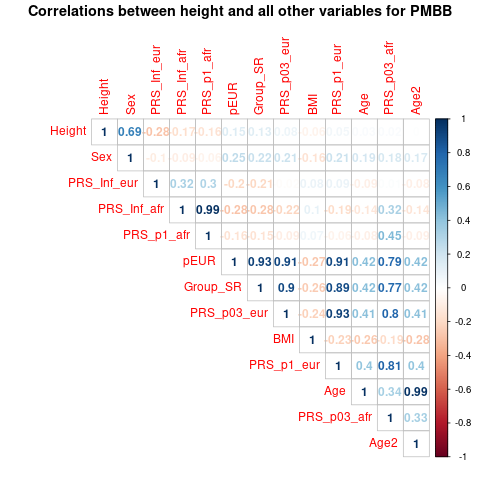 Correlations between height and all other variables for PMBB
Height Sex PRS_Inf_eur PRS_Inf_afr PRS_p1_afr pEUR Group_SR PRS_p03_eur BMI PRS_p1_eur Age PRS_p03_afr Age2
Height 1 0.69 -0.28 -0.17 -0.16 0.15 0.13 0.08
Sex 1 0.25 0.22 0.21 -0.16 0.21 0.19 0.18 0.17
PRS_Inf_eur 1 0.32 0.3 -0.2 -0.21
PRS_Inf_afr 1 0.99 -0.28 -0.28 -0.22 0.1 -0.19 -0.14 0.32 -0.14
PRS_p1_afr 1 -0.16 -0.15 0.45
pEUR 1 0.93 0.91 -0.27 0.91 0.42 0.79 0.42
Group_SR 1 0.9 -0.26 0.89 0.42 0.77 0.42
PRS_p03_eur 1 -0.24 0.93 0.41 0.8 0.41
BMI 1 -0.23 -0.26 -0.19 -0.28
PRS_p1_eur 1 0.4 0.81 0.4
Age 1 0.34 0.99
PRS_p03_afr 1 0.33
Age2 1
1
0.8
0.6
0.4
0.2
0
-0.2
-0.4
-0.6
-0.8
-1